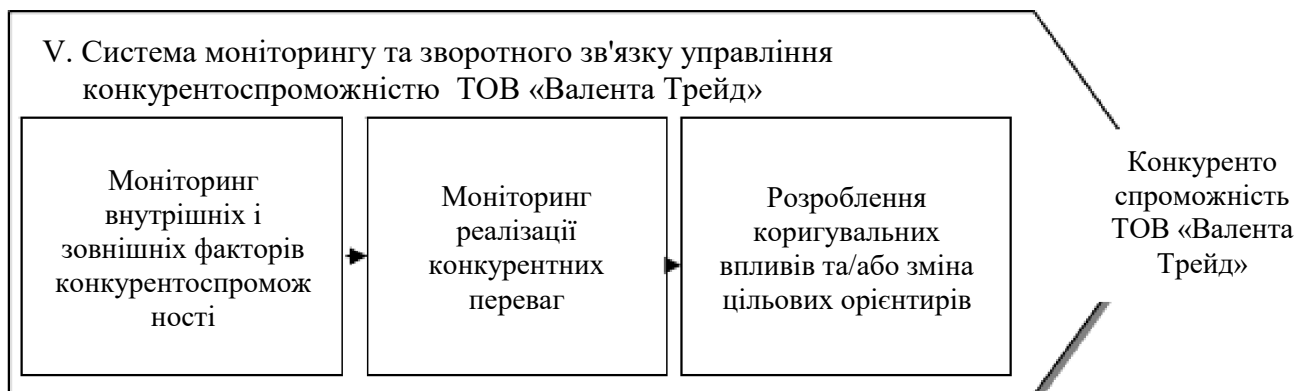 V. Система моніторингу та зворотного зв'язку управління
конкурентоспроможністю ТОВ «Валента Трейд»
Моніторинг
внутрішніх і
зовнішніх факторів
конкурентоспромож
ності
Моніторинг
реалізації
конкурентних
переваг
Розроблення
коригувальних
впливів та/або зміна
цільових орієнтирів
Конкуренто
спроможність
ТОВ «Валента
Трейд»